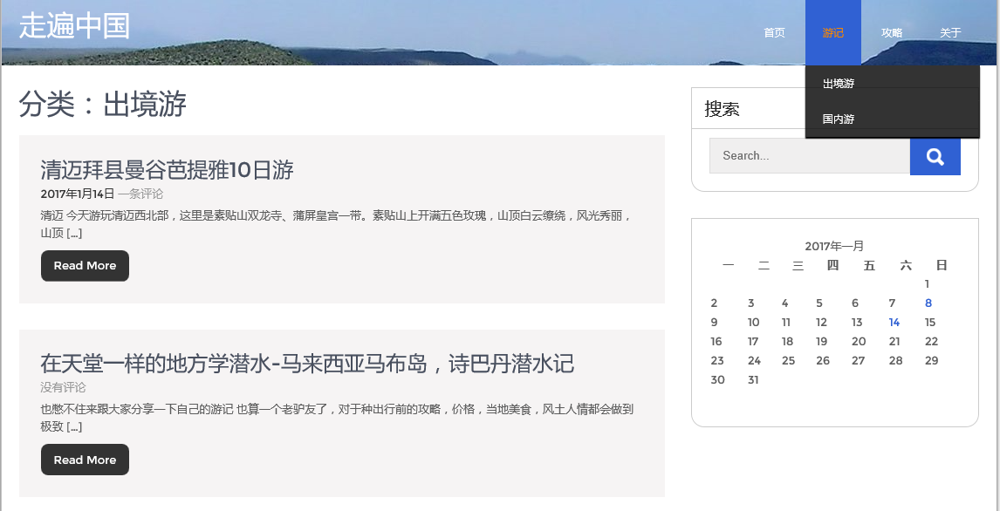 走遍中国
首页 游记 攻略 关于
出境游
国内游
分类：出境游
清迈拜县曼谷芭提雅10日游
2017年1月14日 一条评论
清迈 今天游玩清迈西北部，这里是素贴山双龙寺、蒲屏皇宫一带。素贴山上开满五色玫瑰，山顶白云缭绕，风光秀丽，
山顶 [...]
Read More
在天堂一样的地方学潜水-马来西亚马布岛，诗巴丹潜水记
没有评论
也憋不住来跟大家分享一下自己的游记 也算一个老驴友了，对于种出行前的攻略，价格，当地美食，风土人情都会做到
极致 [...]
Read More
搜索
Search...
2017年一月
一 二 三 四 五 六 日
1
2 3 4 5 6 7 8
9 10 11 12 13 14 15
16 17 18 19 20 21 22
23 24 25 26 27 28 29
30 31